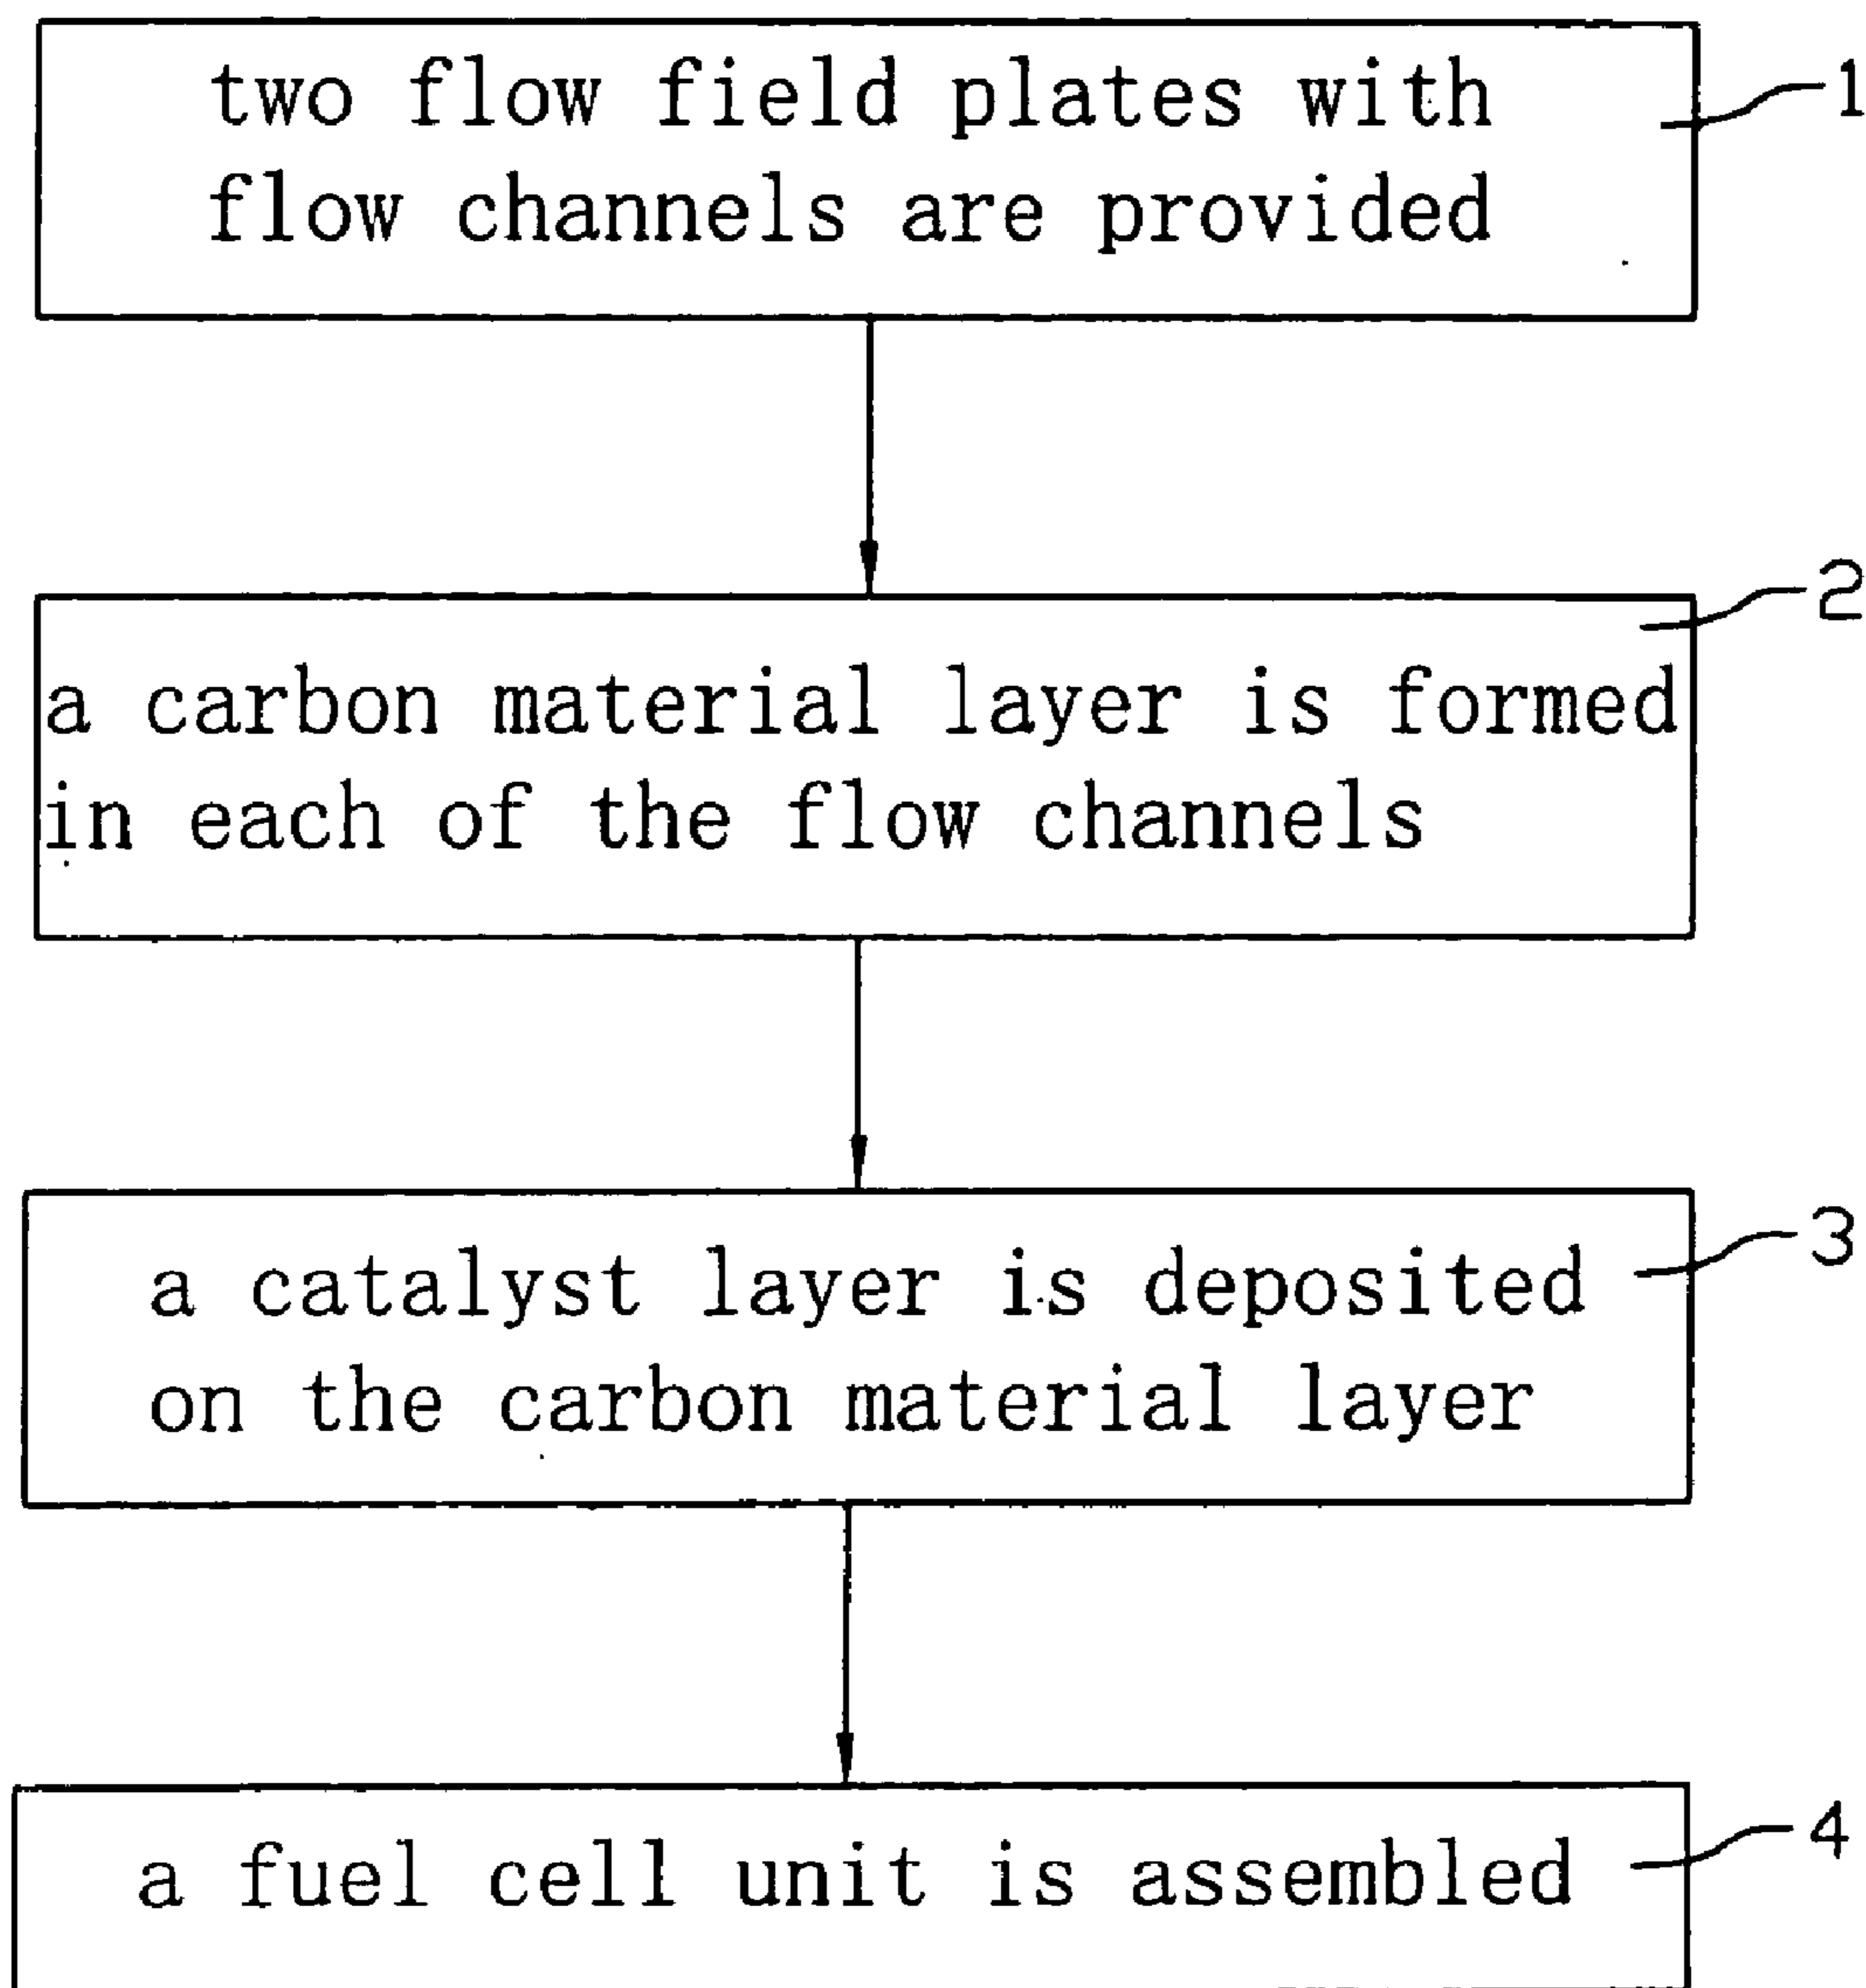 two flow field plates with
flow channels are provided
1
a carbon material layer is formed
in each of the flow channels
2
a catalyst layer is deposited
on the carbon material layer
3
a fuel cell unit is assembled
4